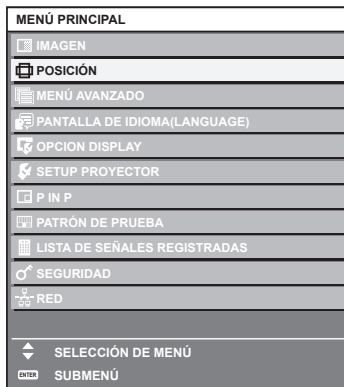 MENÚ PRINCIPAL
IMAGEN
POSICIÓN
MENÚ AVANZADO
PANTALLA DE IDIOMA(LANGUAGE)
OPCION DISPLAY
SETUP PROYECTOR
P IN P
PATRÓN DE PRUEBA
LISTA DE SEÑALES REGISTRADAS
SEGURIDAD
RED
SELECCIÓN DE MENÚ
ENTER SUBMENÚ